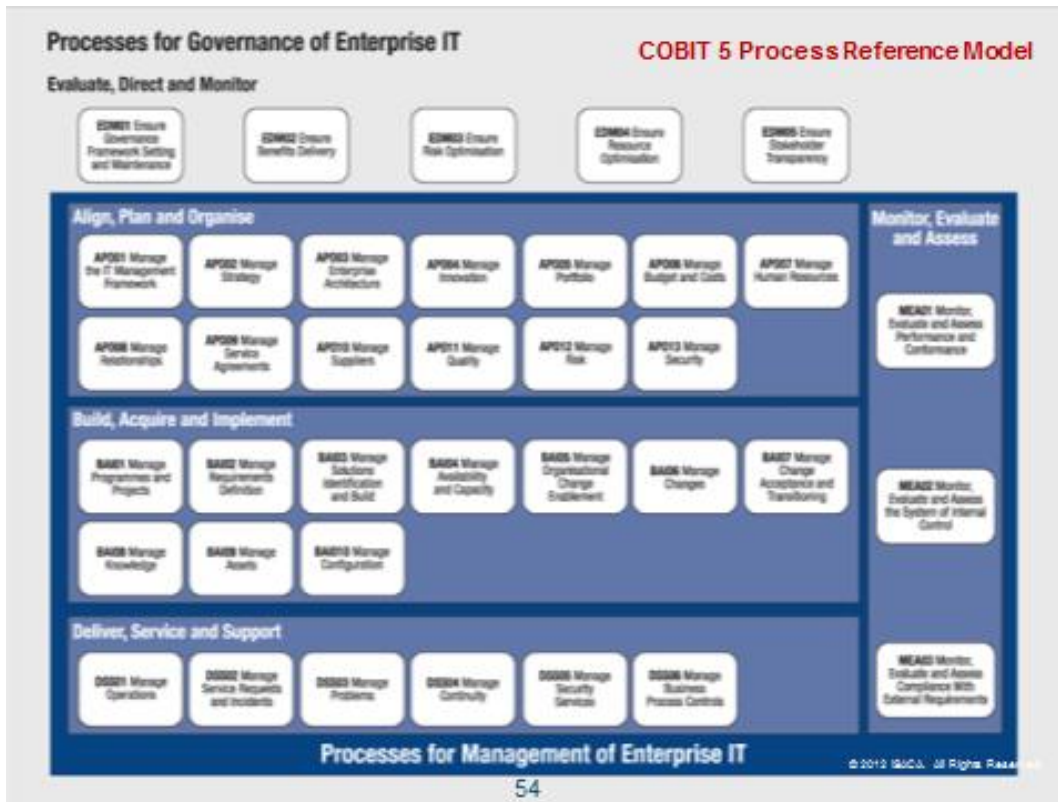 Processes for Governance of Enterprise IT
COBIT 5 Process Reference Model
Evaluate, Direct and Monitor
EDM01 Ensure
Governance
Framework Setting
and Maintenance
EDM02 Ensure
Benefits Delivery
EDM03 Ensure
Risk Optimisation
EDM04 Ensure
Resource
Optimisation
EDM05 Ensure
Stakeholder
Transparency
Align, Plan and Organise
APO01 Manage
the IT Management
Framework
APO02 Manage
Strategy
APO03 Manage
Enterprise
Architecture
APO04 Manage
Innovation
APO05 Manage
Portfolio
APO06 Manage
Budget and Costs
APO07 Manage
Human Resources
APO08 Manage
Relationships
APO09 Manage
Service
Agreements
APO10 Manage
Suppliers
APO11 Manage
Quality
APO12 Manage
Risk
APO13 Manage
Security
Build, Acquire and Implement
BAI01 Manage
Programmes and
Projects
BAI02 Manage
Requirements
Definition
BAI03 Manage
Solutions
Identification
and Build
BAI04 Manage
Availability
and Capacity
BAI05 Manage
Organisational
Change
Enablement
BAI06 Manage
Changes
BAI07 Manage
Change
Acceptance and
Transitioning
BAI08 Manage
Knowledge
BAI09 Manage
Assets
BAI010 Manage
Configuration
Deliver, Service and Support
DSS01 Manage
Operations
DSS02 Manage
Service Requests
and Incidents
DSS03 Manage
Problems
DSS04 Manage
Continuity
DSS05 Manage
Security
Services
DSS06 Manage
Business
Process Controls
Monitor, Evaluate
and Assess
MEA01 Monitor,
Evaluate and Assess
Performance and
Conformance
MEA02 Monitor,
Evaluate and Assess
the System of Internal
Control
MEA03 Monitor,
Evaluate and Assess
Compliance With
External Requirements
Processes for Management of Enterprise IT
© 2012 ISACA. All Rights
54